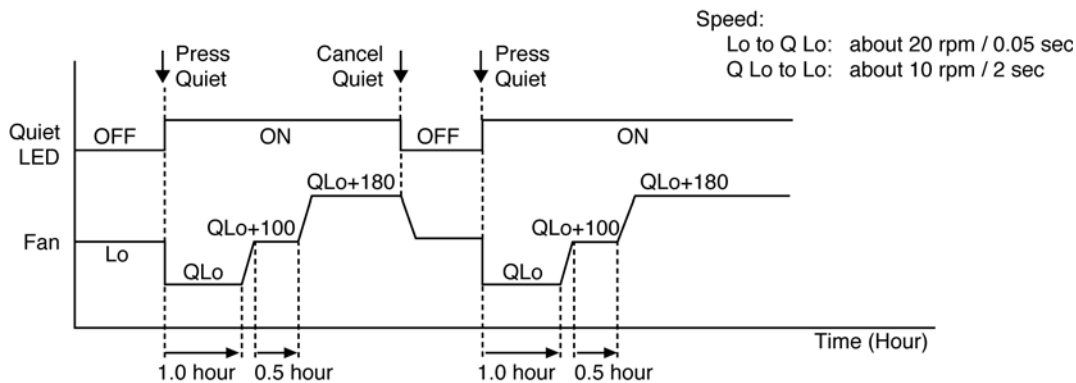 Speed:
Lo to Q Lo: about 20 rpm / 0.05 sec
Q Lo to Lo: about 10 rpm / 2 sec
Press
Quiet
Cancel
Quiet
Press
Quiet
Quiet
LED
OFF
ON
OFF
ON
QLo+180
QLo+180
QLo+100
QLo+100
Fan
Lo
QLo
QLo
Time (Hour)
1.0 hour
0.5 hour
1.0 hour
0.5 hour